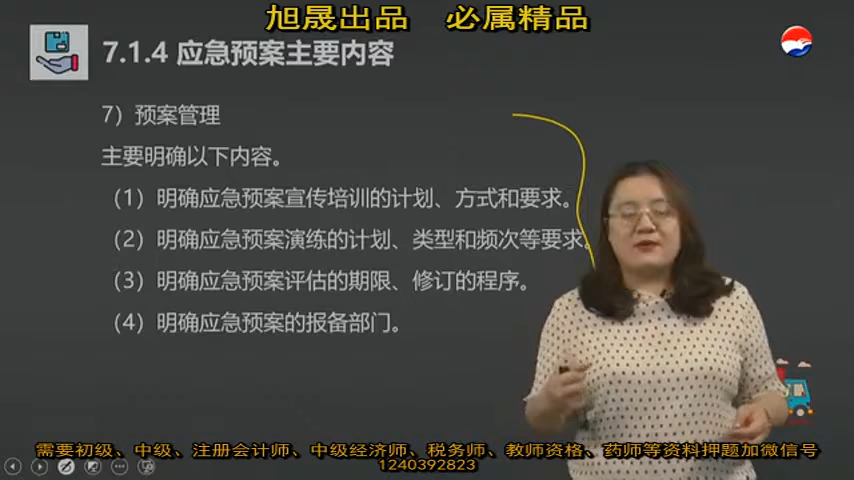 旭晟出品 必属精品
7.1.4 应急预案主要内容
7）预案管理
主要明确以下内容。
（1）明确应急预案宣传培训的计划、方式和要求。
（2）明确应急预案演练的计划、类型和频次等要求。
（3）明确应急预案评估的期限、修订的程序。
（4）明确应急预案的报备部门。
需要初级、中级、注册会计师、中级经济师、税务师、教师资格、药师等资料押题加微信号
1240392823